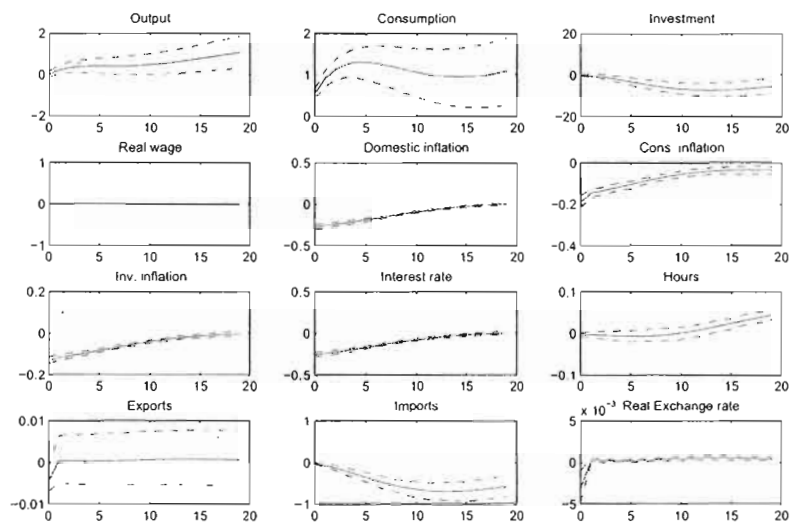 Output Consumption Investment
2 2 20
0 1 0
−2 0 −20
0 5 10 15 20 0 5 10 15 20 0 5 10 15 20
Real wage Domestic inflation Cons inflation
1 0.5 0
0 0 −0.2
−1 −0.5 −0.4
0 5 10 15 20 0 5 10 15 20 0 5 10 15 20
Inv. inflation Interest rate Hours
0.2 0.5 0.1
0 0 0
−0.2 −0.5 −0.1
0 5 10 15 20 0 5 10 15 20 0 5 10 15 20
Exports Imports x 10⁻³ Real Exchange rate
0.01 1 5
0 0 0
−0.01 −1 −5
0 5 10 15 20 0 5 10 15 20 0 5 10 15 20